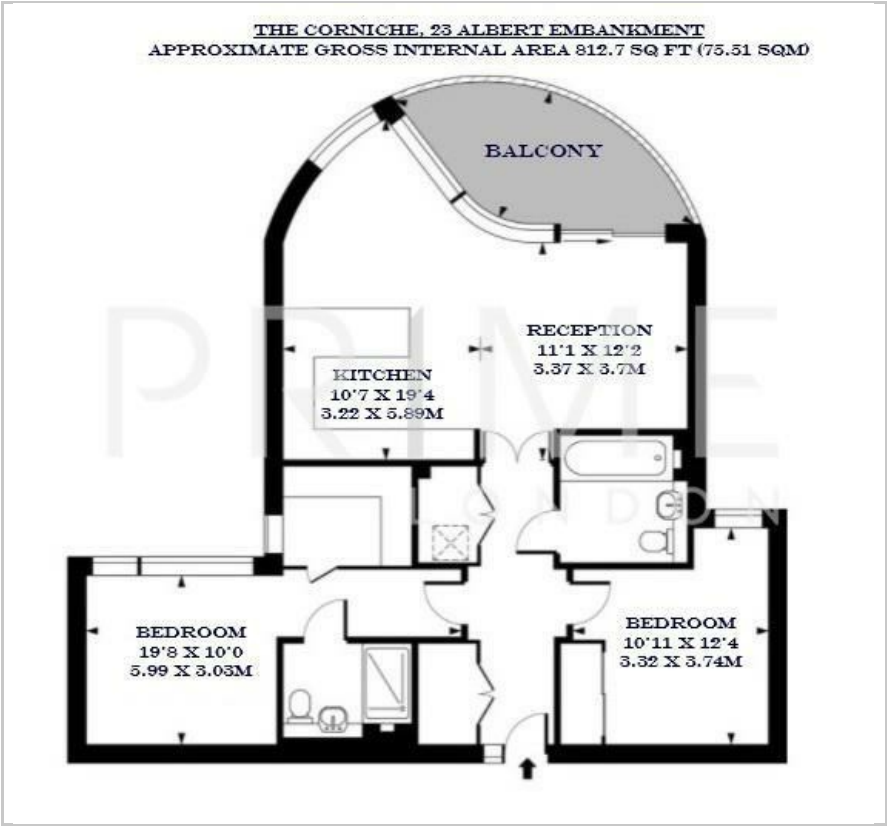 THE CORNICHE, 23 ALBERT EMBANKMENT
APPROXIMATE GROSS INTERNAL AREA 812.7 SQ FT (75.51 SQM)
BALCONY
RECEPTION
11'1 X 12'2
3.37 X 3.7M
KITCHEN
10'7 X 19'4
3.22 X 5.89M
PRIME
LONDON
BEDROOM
19'8 X 10'0
5.99 X 3.03M
BEDROOM
10'11 X 12'4
3.32 X 3.74M